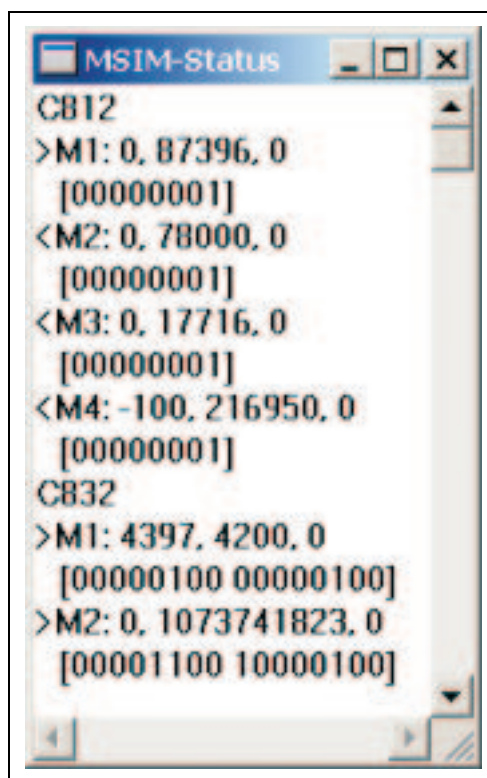 MSIM-Status
C812
>M1: 0, 87396, 0
[00000001]
<M2: 0, 78000, 0
[00000001]
<M3: 0, 17716, 0
[00000001]
<M4: -100, 216950, 0
[00000001]
C832
>M1: 4397, 4200, 0
[00000100 00000100]
>M2: 0, 1073741823, 0
[00001100 10000100]